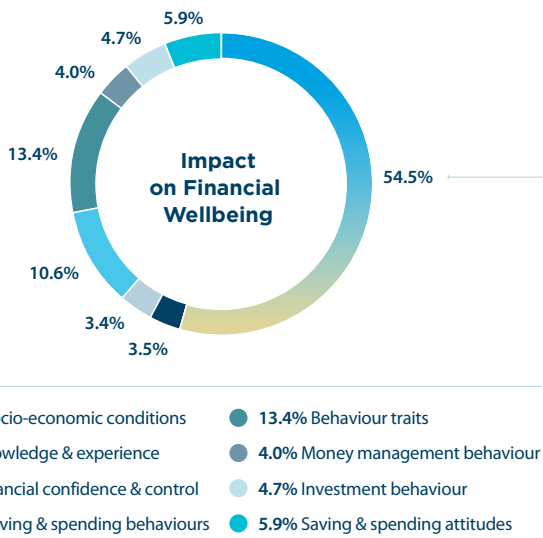 5.9%
4.7%
4.0%
13.4%
Impact
on Financial
Wellbeing
54.5%
10.6%
3.4%
3.5%
cio-economic conditions
13.4% Behaviour traits
wledge & experience
4.0% Money management behaviour
ancial confidence & control
4.7% Investment behaviour
ving & spending behaviours
5.9% Saving & spending attitudes